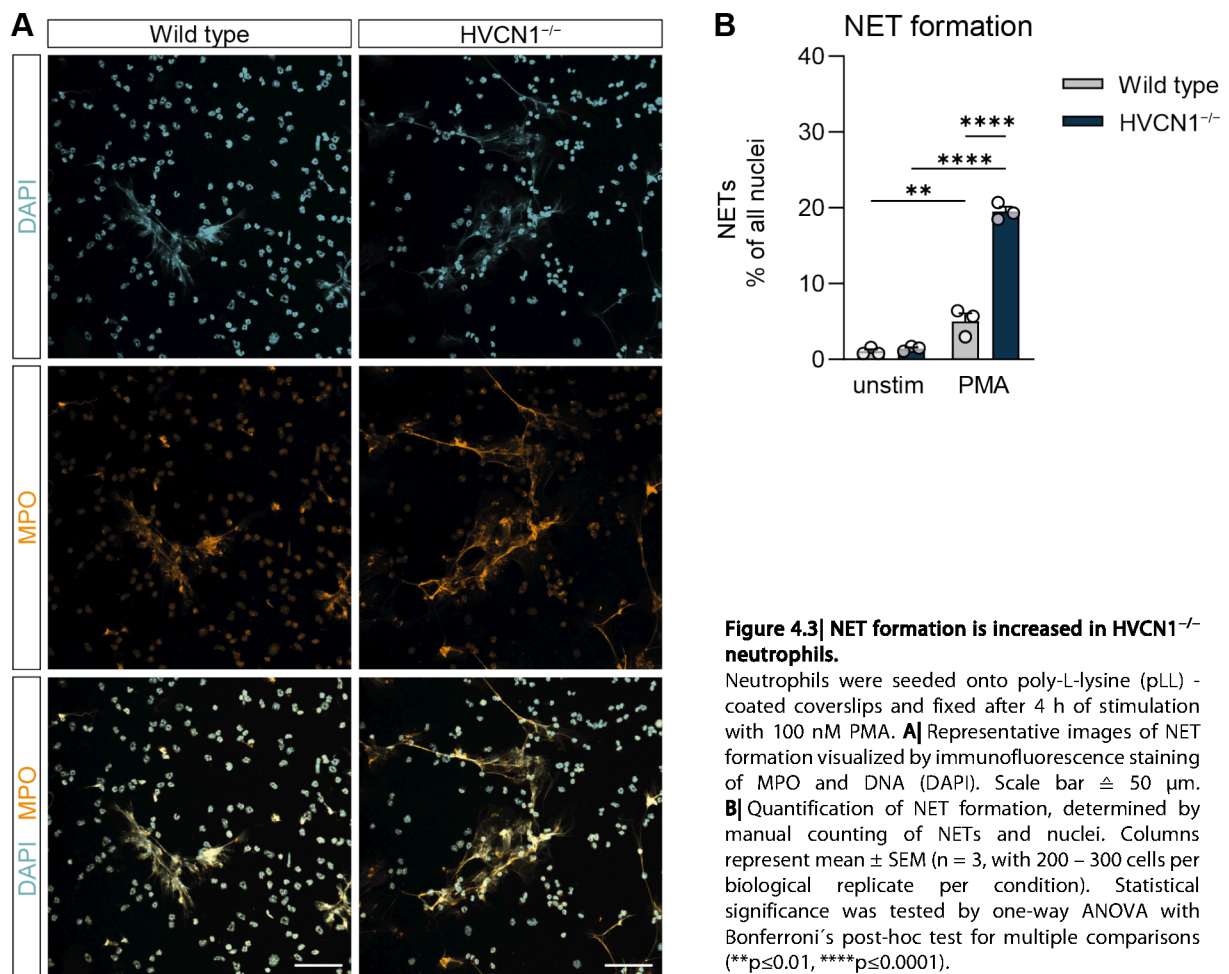 A
Wild type
HVCN1⁻/⁻
DAPI
MPO
DAPI MPO
B
NET formation
NETs
% of all nuclei
40
30
20
10
0
**
****
****
unstim
PMA
Wild type
HVCN1⁻/⁻
Figure 4.3| NET formation is increased in HVCN1⁻/⁻
neutrophils.
Neutrophils were seeded onto poly-L-lysine (pLL) -
coated coverslips and fixed after 4 h of stimulation
with 100 nM PMA. A| Representative images of NET
formation visualized by immunofluorescence staining
of MPO and DNA (DAPI). Scale bar ≙ 50 µm.
B| Quantification of NET formation, determined by
manual counting of NETs and nuclei. Columns
represent mean ± SEM (n = 3, with 200 – 300 cells per
biological replicate per condition). Statistical
significance was tested by one-way ANOVA with
Bonferroni´s post-hoc test for multiple comparisons
(**p≤0.01, ****p≤0.0001).